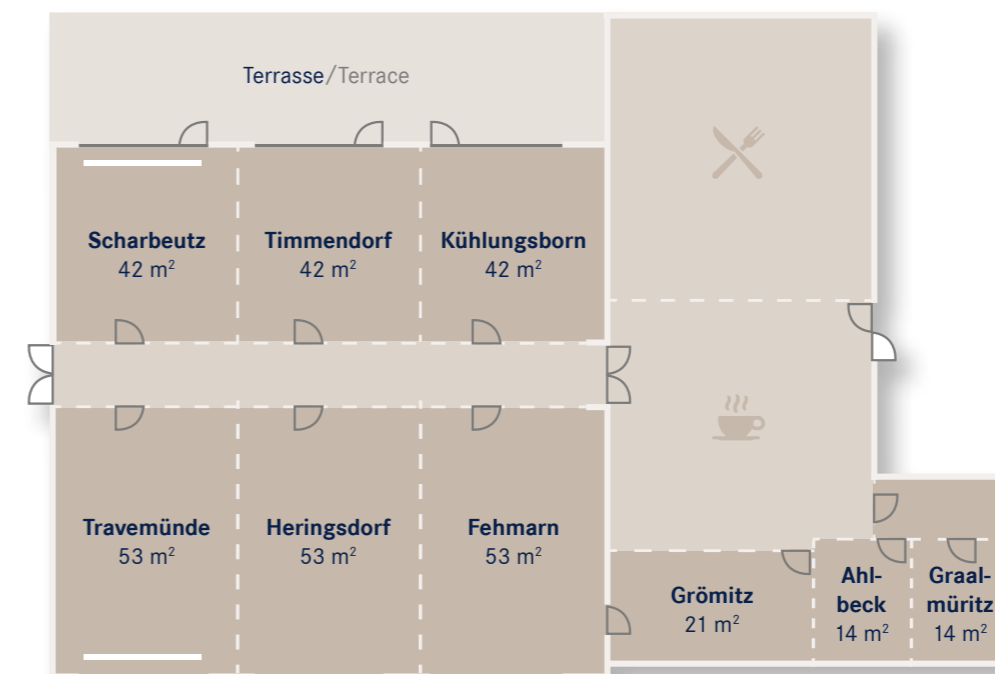 Terrasse/Terrace
Scharbeutz
42 m²
Timmendorf
42 m²
Kühlungsborn
42 m²
Travemünde
53 m²
Heringsdorf
53 m²
Fehmarn
53 m²
Grömitz
21 m²
Ahl-
beck
14 m²
Graal-
müritz
14 m²